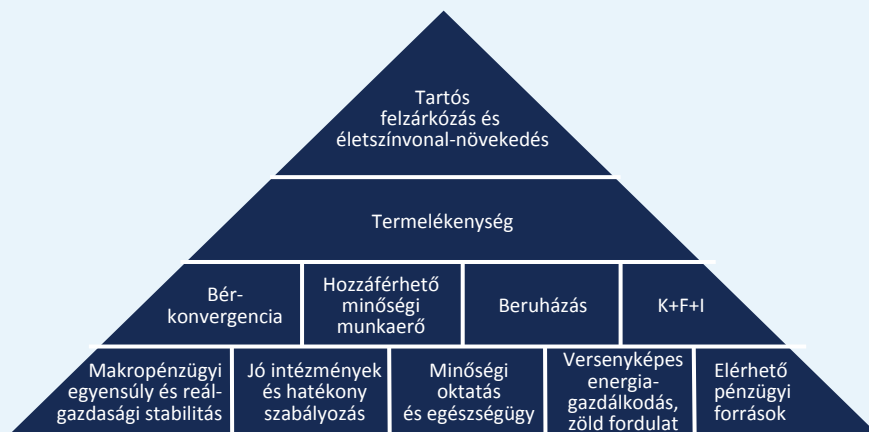 Tartós
felzárkózás és
életszínvonal-növekedés
Termelékenység
Bér-
konvergencia
Hozzáférhető
minőségi
munkaerő
Beruházás
K+F+I
Makropénzügyi
egyensúly és reál-
gazdasági stabilitás
Jó intézmények
és hatékony
szabályozás
Minőségi
oktatás
és egészségügy
Versenyképes
energia-
gazdálkodás,
zöld fordulat
Elérhető
pénzügyi
források